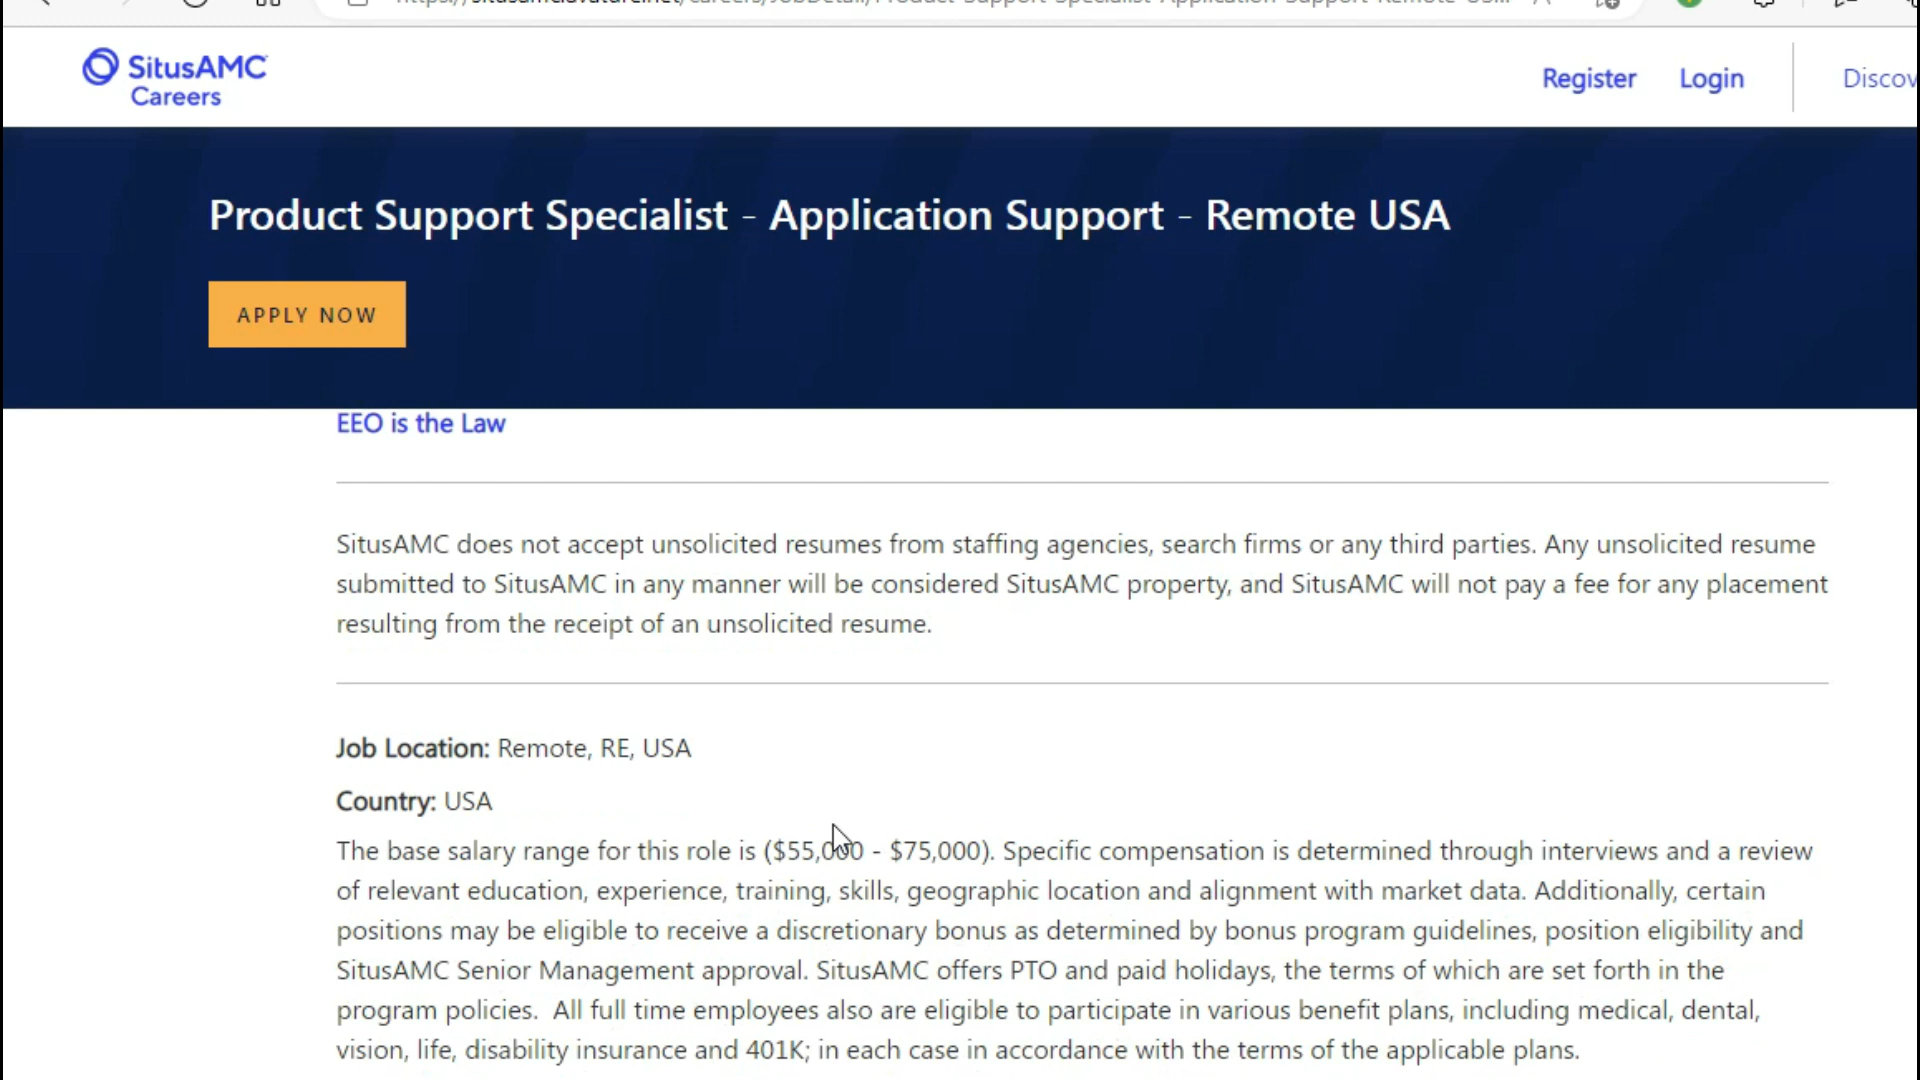 SitusAMC
Careers
Register Login Discov
Product Support Specialist - Application Support - Remote USA
APPLY NOW
EEO is the Law
SitusAMC does not accept unsolicited resumes from staffing agencies, search firms or any third parties. Any unsolicited resume
submitted to SitusAMC in any manner will be considered SitusAMC property, and SitusAMC will not pay a fee for any placement
resulting from the receipt of an unsolicited resume.
Job Location: Remote, RE, USA
Country: USA
The base salary range for this role is ($55,000 - $75,000). Specific compensation is determined through interviews and a review
of relevant education, experience, training, skills, geographic location and alignment with market data. Additionally, certain
positions may be eligible to receive a discretionary bonus as determined by bonus program guidelines, position eligibility and
SitusAMC Senior Management approval. SitusAMC offers PTO and paid holidays, the terms of which are set forth in the
program policies.  All full time employees also are eligible to participate in various benefit plans, including medical, dental,
vision, life, disability insurance and 401K; in each case in accordance with the terms of the applicable plans.